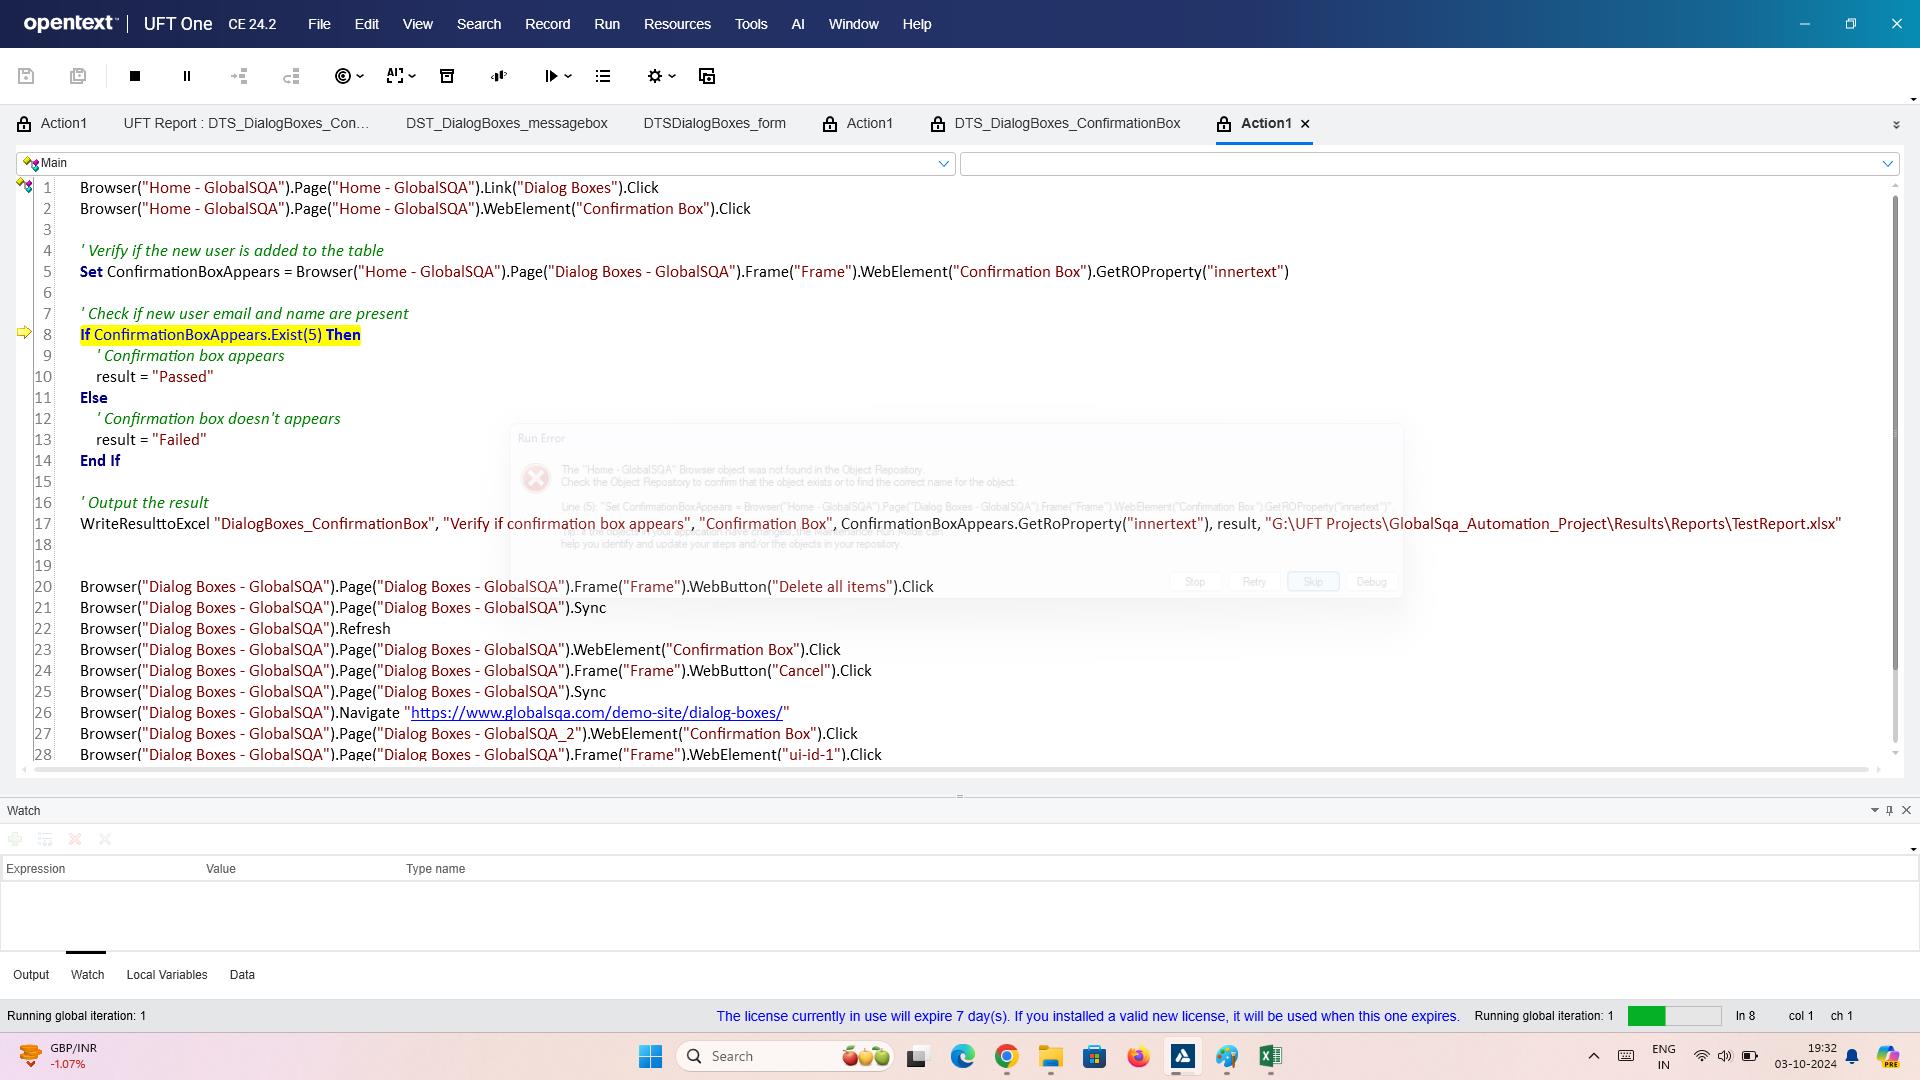 opentext™ | UFT One CE 24.2 File Edit View Search Record Run Resources Tools AI Window Help
Action1 UFT Report : DTS_DialogBoxes_Con... DST_DialogBoxes_messagebox DTSDialogBoxes_form Action1 DTS_DialogBoxes_ConfirmationBox Action1
Main
1 Browser("Home - GlobalSQA").Page("Home - GlobalSQA").Link("Dialog Boxes").Click
2 Browser("Home - GlobalSQA").Page("Home - GlobalSQA").WebElement("Confirmation Box").Click
3
4 ' Verify if the new user is added to the table
5 Set ConfirmationBoxAppears = Browser("Home - GlobalSQA").Page("Dialog Boxes - GlobalSQA").Frame("Frame").WebElement("Confirmation Box").GetROProperty("innertext")
6
7 ' Check if new user email and name are present
8 If ConfirmationBoxAppears.Exist(5) Then
9 ' Confirmation box appears
10 result = "Passed"
11 Else
12 ' Confirmation box doesn't appears
13 result = "Failed"
14 End If
15
16 ' Output the result
17 WriteResulttoExcel "DialogBoxes_ConfirmationBox", "Verify if confirmation box appears", "Confirmation Box", ConfirmationBoxAppears.GetRoProperty("innertext"), result, "G:\UFT Projects\GlobalSqa_Automation_Project\Results\Reports\TestReport.xlsx"
18
19
20 Browser("Dialog Boxes - GlobalSQA").Page("Dialog Boxes - GlobalSQA").Frame("Frame").WebButton("Delete all items").Click
21 Browser("Dialog Boxes - GlobalSQA").Page("Dialog Boxes - GlobalSQA").Sync
22 Browser("Dialog Boxes - GlobalSQA").Refresh
23 Browser("Dialog Boxes - GlobalSQA").Page("Dialog Boxes - GlobalSQA").WebElement("Confirmation Box").Click
24 Browser("Dialog Boxes - GlobalSQA").Page("Dialog Boxes - GlobalSQA").Frame("Frame").WebButton("Cancel").Click
25 Browser("Dialog Boxes - GlobalSQA").Page("Dialog Boxes - GlobalSQA").Sync
26 Browser("Dialog Boxes - GlobalSQA").Navigate "https://www.globalsqa.com/demo-site/dialog-boxes/"
27 Browser("Dialog Boxes - GlobalSQA").Page("Dialog Boxes - GlobalSQA_2").WebElement("Confirmation Box").Click
28 Browser("Dialog Boxes - GlobalSQA").Page("Dialog Boxes - GlobalSQA").Frame("Frame").WebElement("ui-id-1").Click
Run Error
The "Home - GlobalSQA" Browser object was not found in the Object Repository.
Check the Object Repository to confirm that the object exists or to find the correct name for the object.
Line (5): "Set ConfirmationBoxAppears = Browser("Home - GlobalSQA").Page("Dialog Boxes - GlobalSQA").Frame("Frame").WebElement("Confirmation Box").GetROProperty("innertext")".
Tip: If the objects in your application have changed, the Maintenance Run Mode can
help you identify and update your steps and/or the objects in your repository.
Stop Retry Skip Debug
Watch
Expression Value Type name
Output Watch Local Variables Data
Running global iteration: 1 The license currently in use will expire 7 day(s). If you installed a valid new license, it will be used when this one expires. Running global iteration: 1 ln 8 col 1 ch 1
GBP/INR
-1.07%
Search
ENG
IN
19:32
03-10-2024
PRE